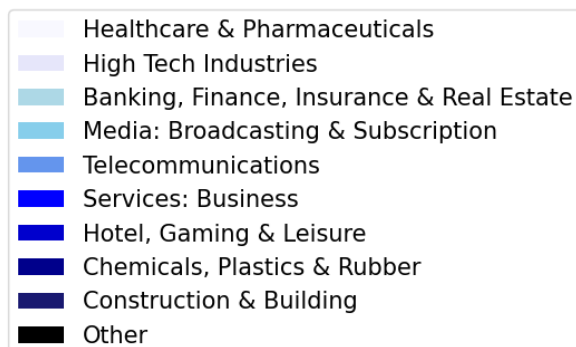 Healthcare & Pharmaceuticals
High Tech Industries
Banking, Finance, Insurance & Real Estate
Media: Broadcasting & Subscription
Telecommunications
Services: Business
Hotel, Gaming & Leisure
Chemicals, Plastics & Rubber
Construction & Building
Other